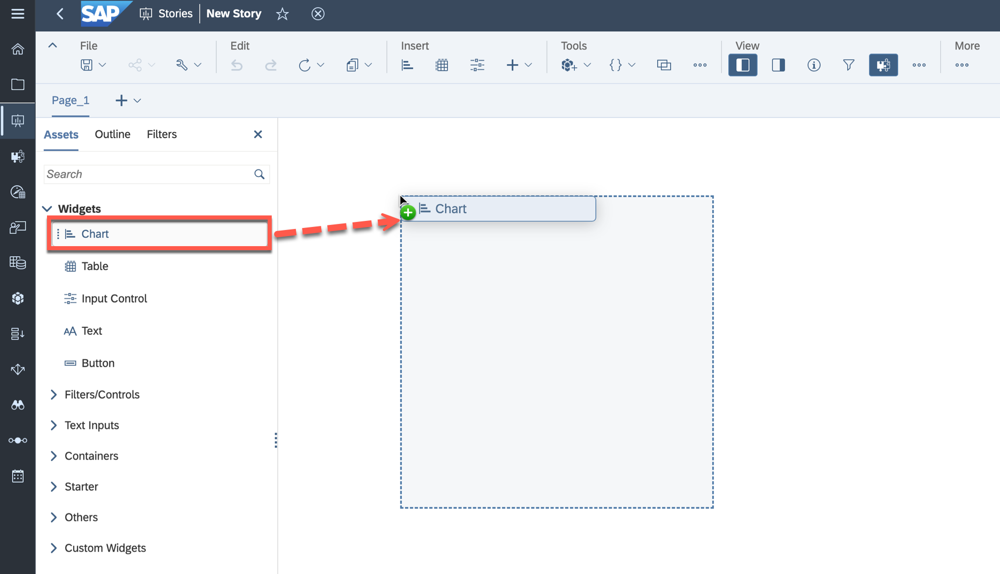 SAP Stories New Story
File Edit Insert Tools View More
Page_1
Assets Outline Filters
Search
Widgets
Chart
Chart
Table
Input Control
AA Text
Button
Filters/Controls
Text Inputs
Containers
Starter
Others
Custom Widgets